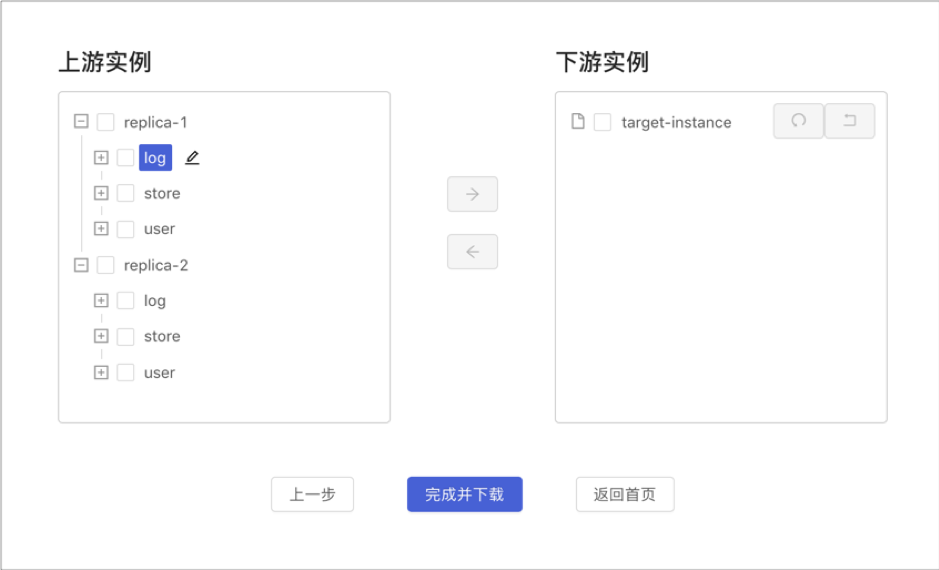 上游实例
replica-1
log
store
user
replica-2
log
store
user
下游实例
target-instance
上一步
完成并下载
返回首页